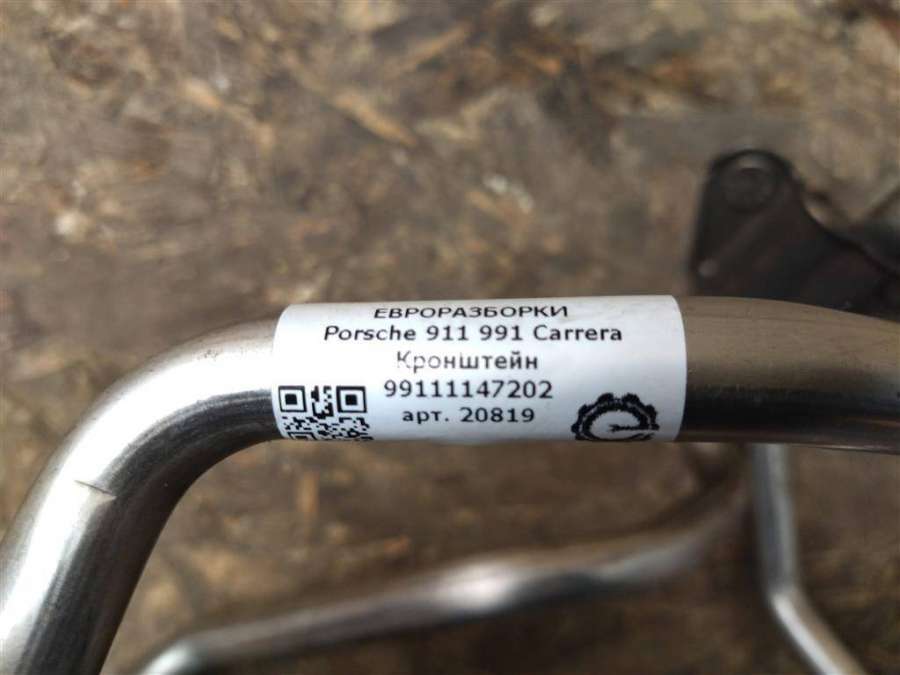 ЕВРОРАЗБОРКИ
Porsche 911 991 Carrera
Кронштейн
99111147202
арт. 20819